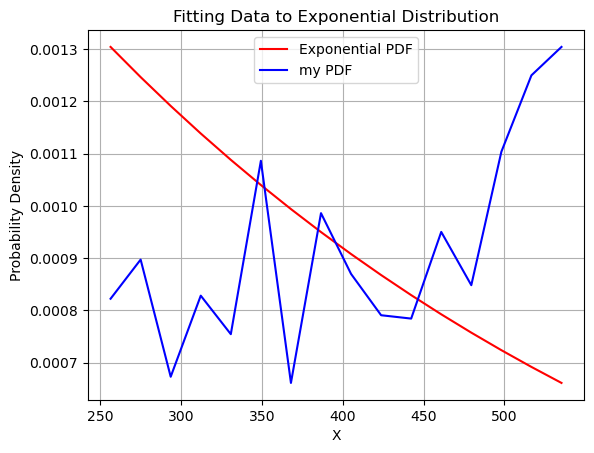 Fitting Data to Exponential Distribution
Exponential PDF
my PDF
0.0013
0.0012
0.0011
0.0010
0.0009
0.0008
0.0007
Probability Density
250 300 350 400 450 500
X